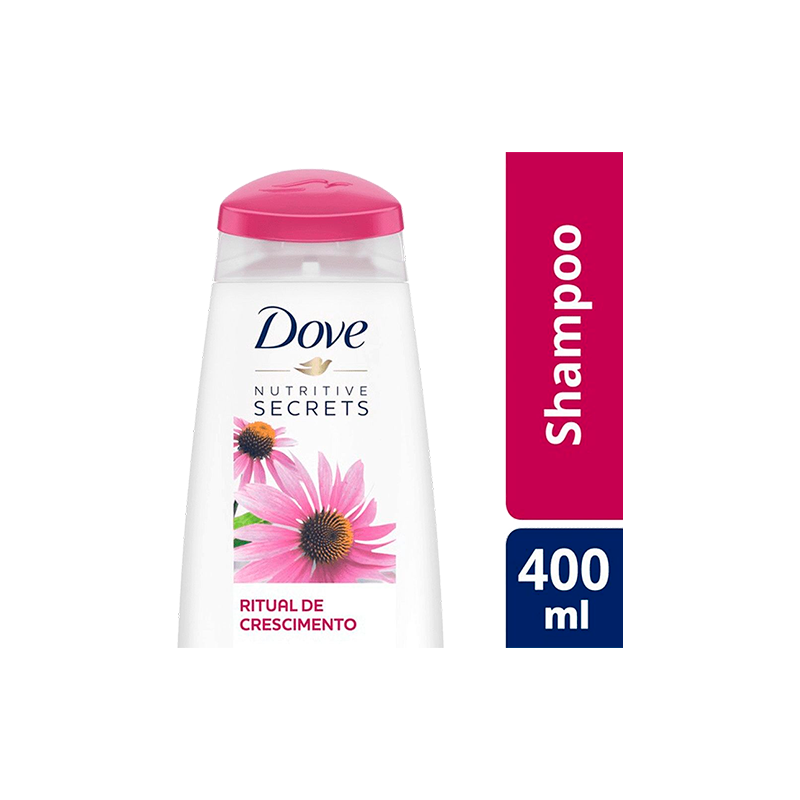 Dove
NUTRITIVE
SECRETS
RITUAL DE
CRESCIMENTO
Shampoo
400
ml